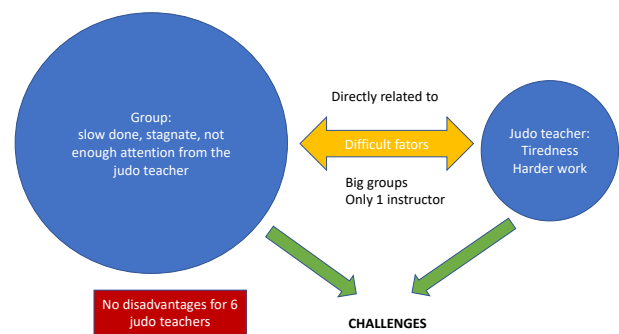 Group:
slow done, stagnate, not
enough attention from the
judo teacher
Directly related to
Difficult fators
Big groups
Only 1 instructor
Judo teacher:
Tiredness
Harder work
No disadvantages for 6
judo teachers
CHALLENGES